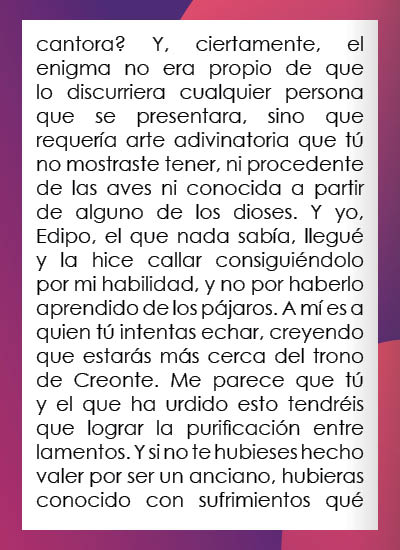 cantora? Y, ciertamente, el
enigma no era propio de que
lo discurriera cualquier persona
que se presentara, sino que
requería arte adivinatoria que tú
no mostraste tener, ni procedente
de las aves ni conocida a partir
de alguno de los dioses. Y yo,
Edipo, el que nada sabía, llegué
y la hice callar consiguiéndolo
por mi habilidad, y no por haberlo
aprendido de los pájaros. A mí es a
quien tú intentas echar, creyendo
que estarás más cerca del trono
de Creonte. Me parece que tú
y el que ha urdido esto tendréis
que lograr la purificación entre
lamentos. Y si no te hubieses hecho
valer por ser un anciano, hubieras
conocido con sufrimientos qué